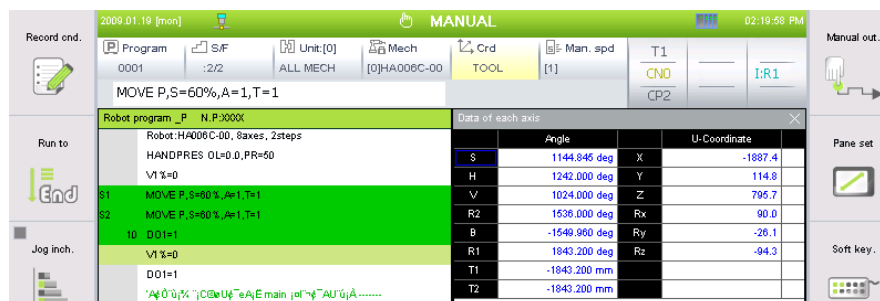 2009.01.19 [mon] MANUAL 02:19:58 PM
Record cnd.
Manual out.
Program S/F Unit:[0] Mech Crd Man. spd T1
0001 :2/2 ALL MECH [0]HA006C-00 TOOL [1] CN0 I:R1
MOVE P,S=60%,A=1,T=1 CP2
Robot program _P N.P:XXXX Data of each axis
Robot:HA006C-00, 8axes, 2steps
HANDPRES OL=0.0,PR=50
V1%=0
S1 MOVE P,S=60%,A=1,T=1
S2 MOVE P,S=60%,A=1,T=1
10 DO1=1
V1%=0
DO1=1
main
Angle U-Coordinate
S 1144.845 deg X -1887.4
H 1242.000 deg Y 114.8
V 1024.000 deg Z 795.7
R2 1536.000 deg Rx 90.0
B -1549.960 deg Ry -26.1
R1 1843.200 deg Rz -94.3
T1 -1843.200 mm
T2 -1843.200 mm
Run to
End
Pane set
Jog inch.
Soft key.